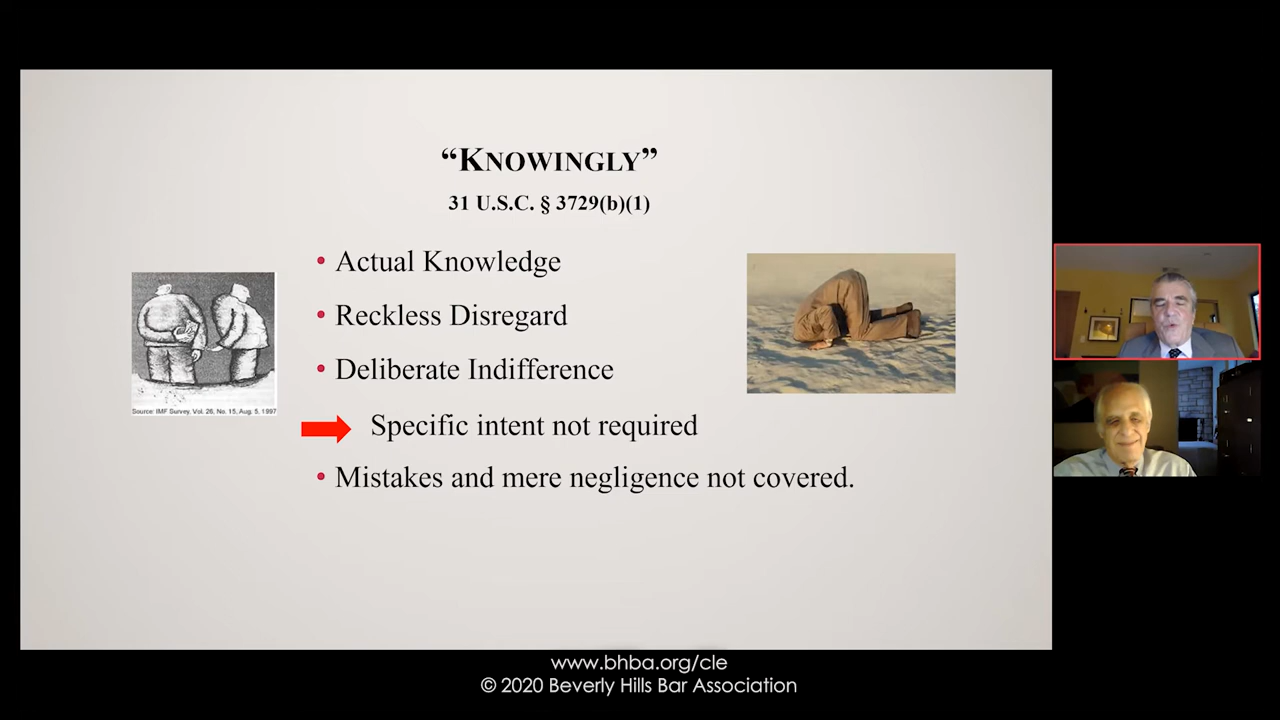 “KNOWINGLY”
31 U.S.C. § 3729(b)(1)
• Actual Knowledge
• Reckless Disregard
• Deliberate Indifference
Specific intent not required
• Mistakes and mere negligence not covered.
Source: IMF Survey, Vol. 26, No. 15, Aug. 5, 1997
www.bhba.org/cle
© 2020 Beverly Hills Bar Association